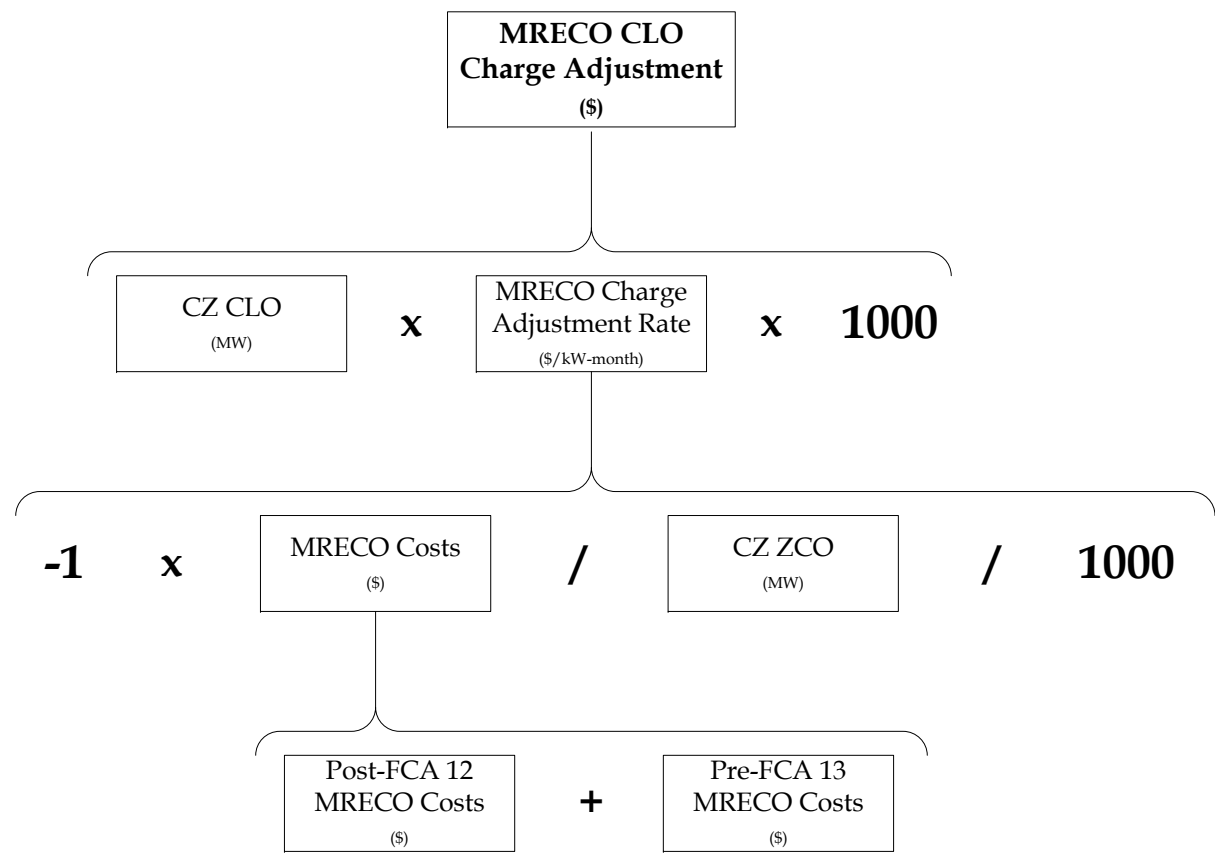 MRECO CLO
Charge Adjustment
($)
CZ CLO
(MW)
x
MRECO Charge
Adjustment Rate
($/kW-month)
x
1000
-1
x
MRECO Costs
($)
/
CZ ZCO
(MW)
/
1000
Post-FCA 12
MRECO Costs
($)
+
Pre-FCA 13
MRECO Costs
($)